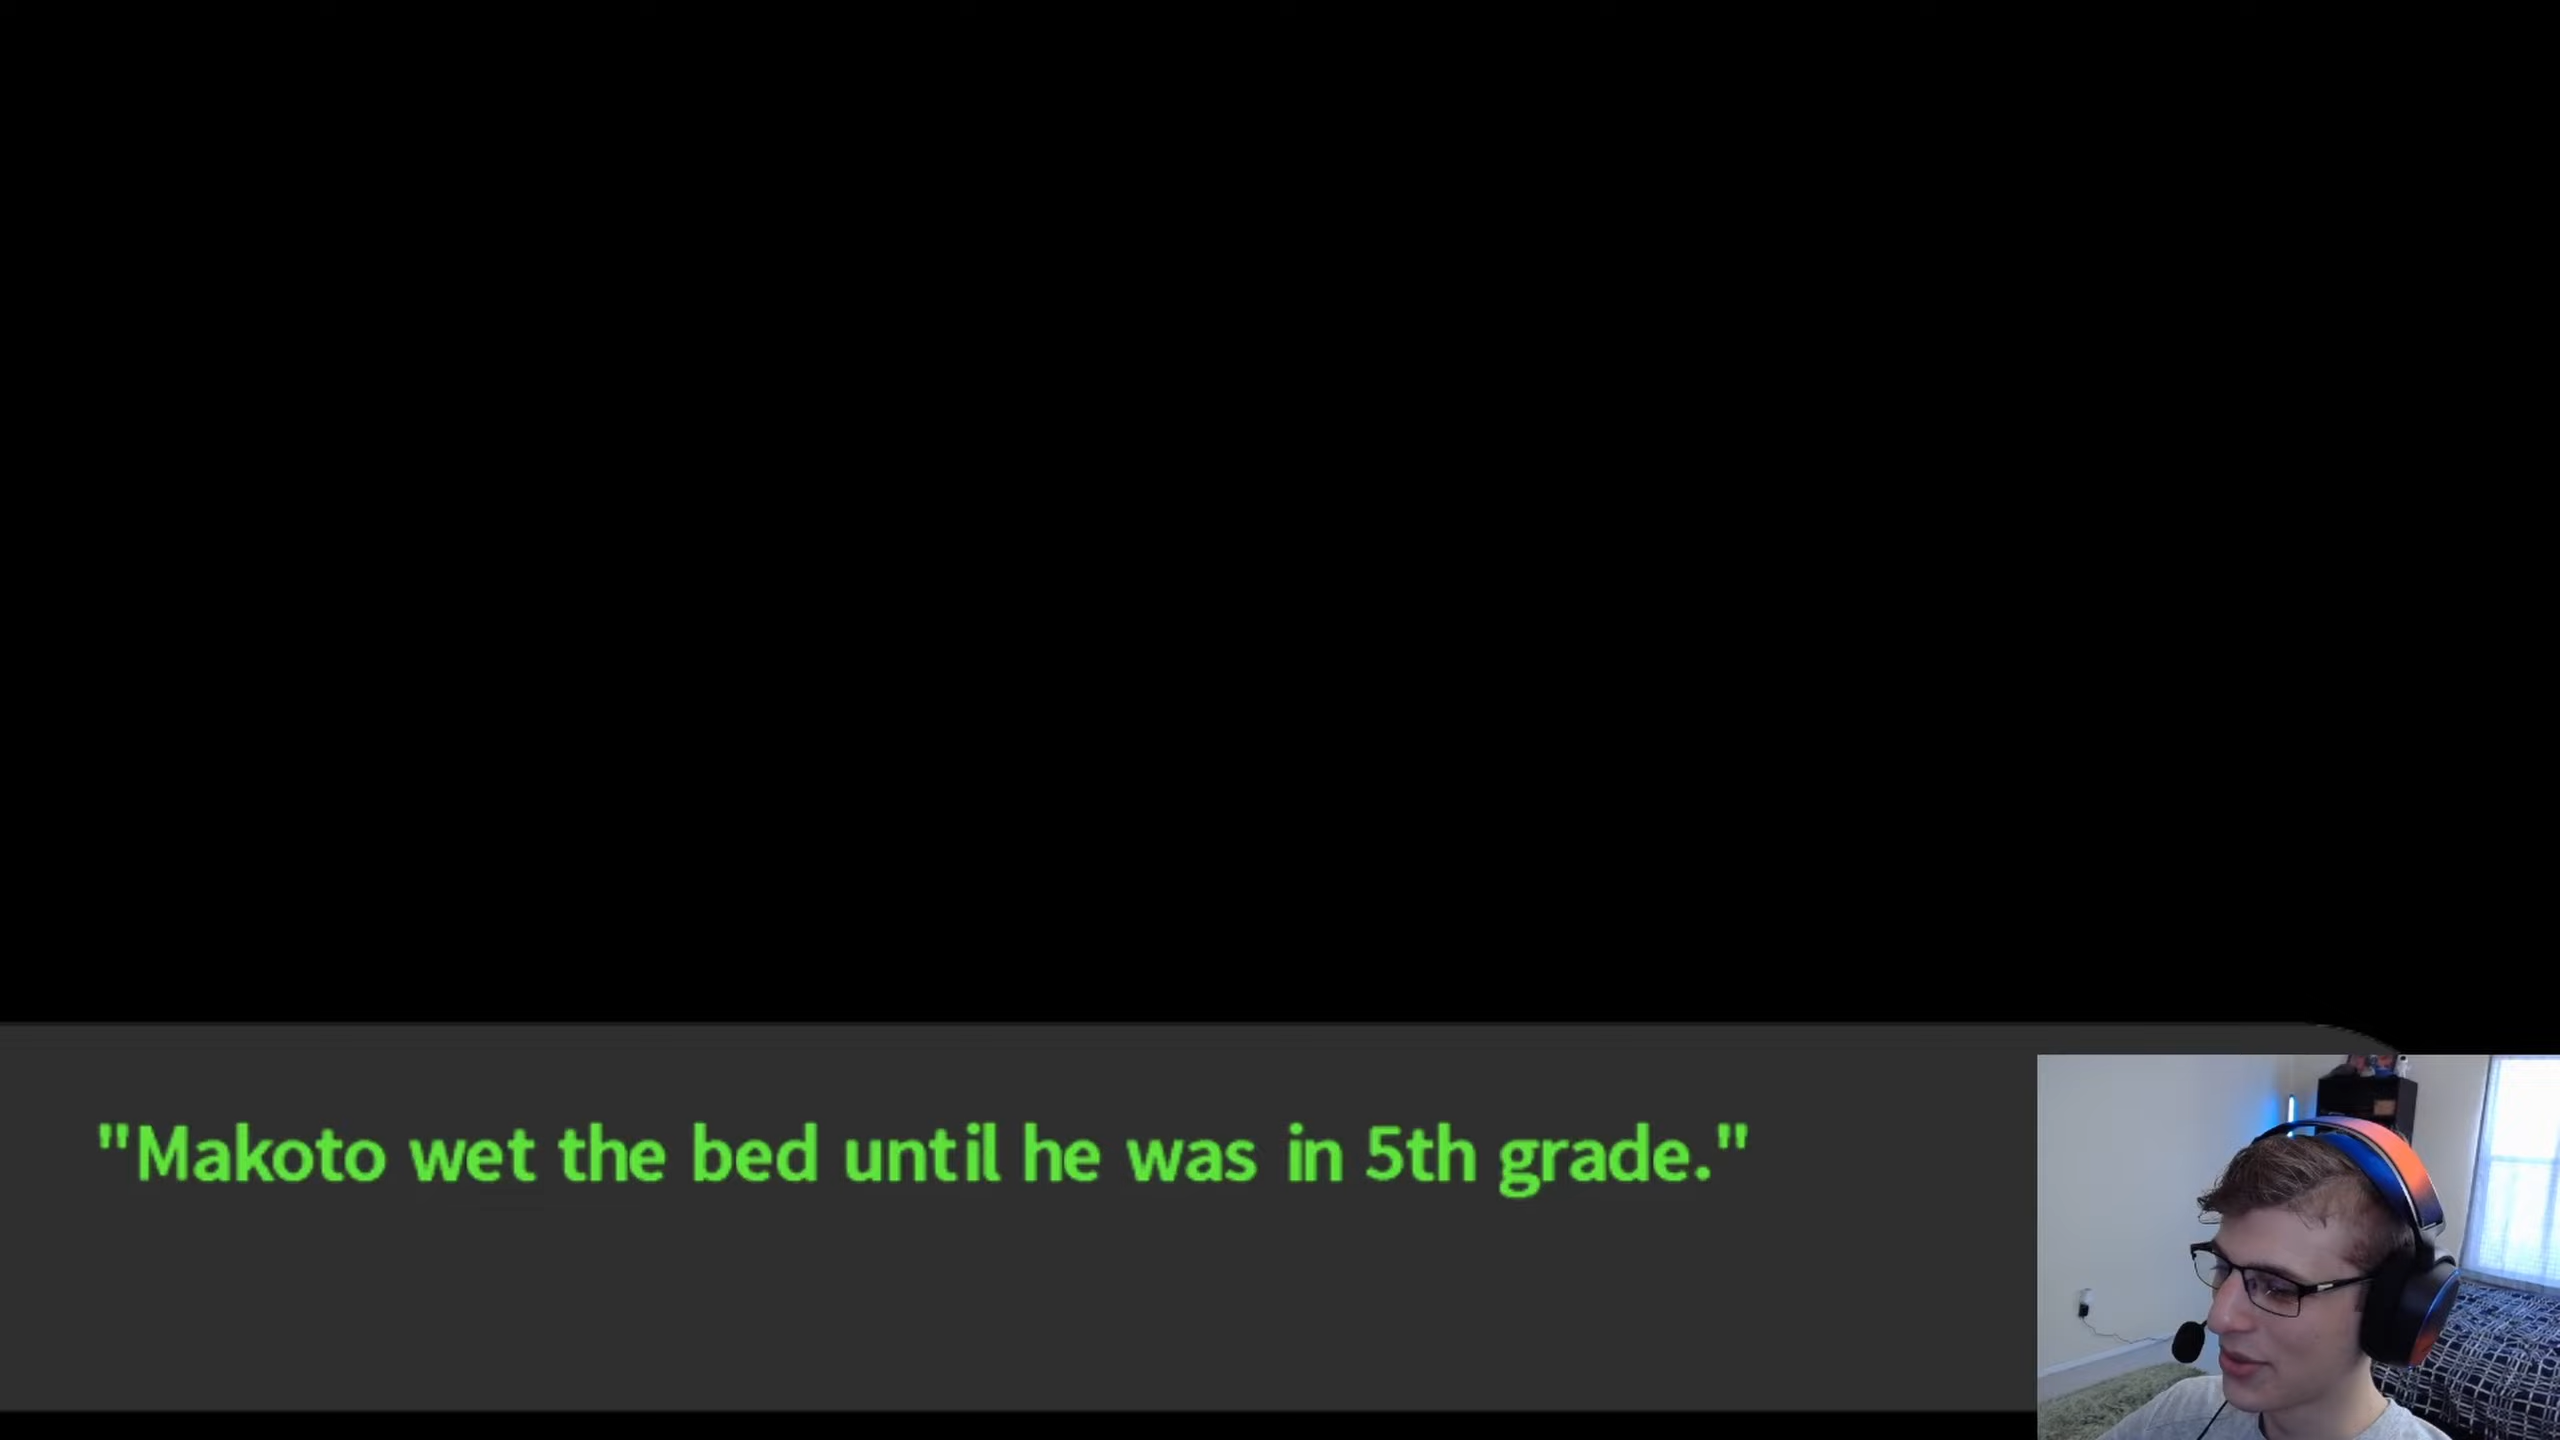 "Makoto wet the bed until he was in 5th grade."